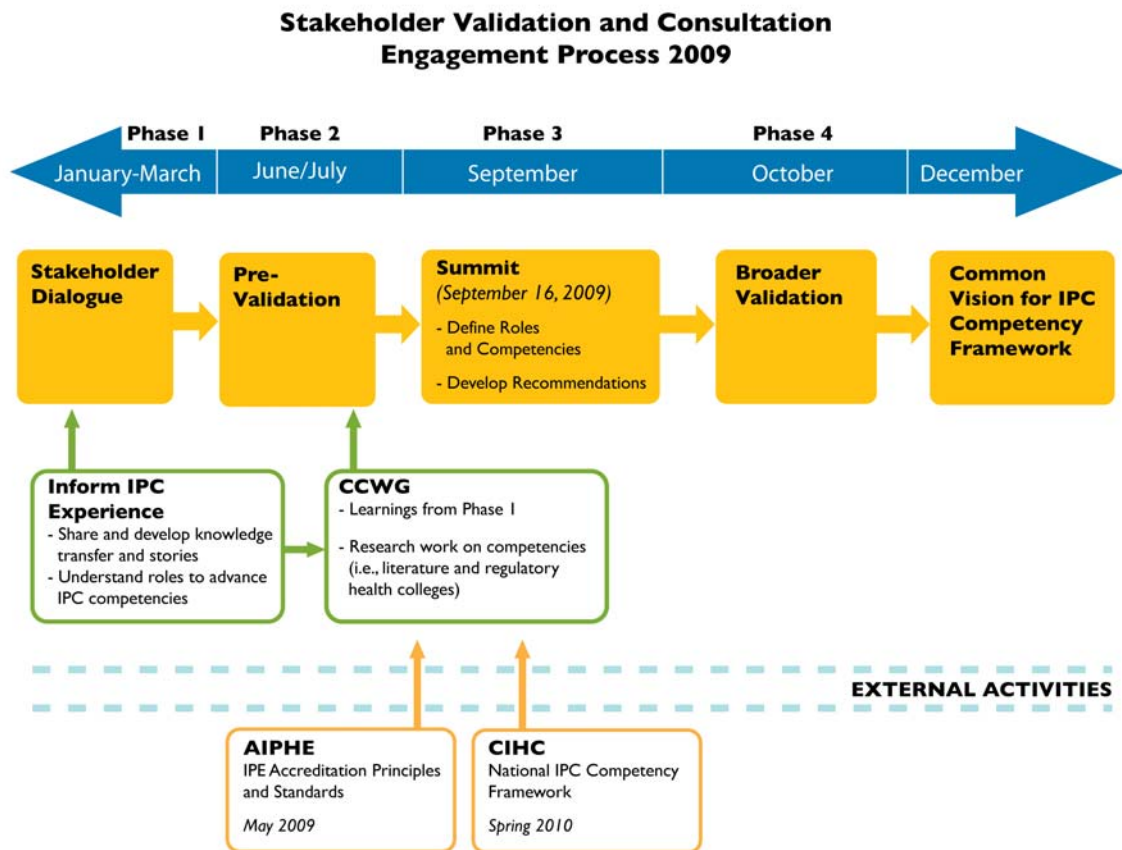 Stakeholder Validation and Consultation
Engagement Process 2009
Phase 1
Phase 2
Phase 3
Phase 4
January-March
June/July
September
October
December
Stakeholder
Dialogue
Pre-
Validation
Summit
(September 16, 2009)
- Define Roles
and Competencies
- Develop Recommendations
Broader
Validation
Common
Vision for IPC
Competency
Framework
Inform IPC
Experience
- Share and develop knowledge
transfer and stories
- Understand roles to advance
IPC competencies
CCWG
- Learnings from Phase 1
- Research work on competencies
(i.e., literature and regulatory
health colleges)
EXTERNAL ACTIVITIES
AIPHE
IPE Accreditation Principles
and Standards
May 2009
CIHC
National IPC Competency
Framework
Spring 2010